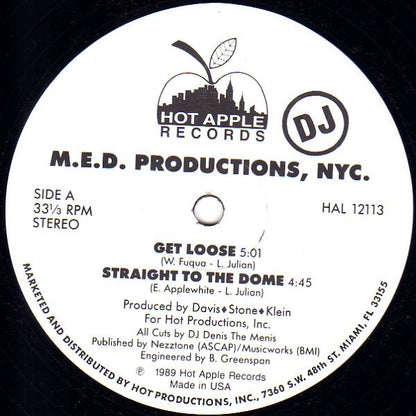 HOT APPLE
RECORDS
DJ
M.E.D. PRODUCTIONS, NYC.
SIDE A
33⅓ RPM
STEREO
HAL 12113
GET LOOSE 5:01
(W. Fuqua - L. Julian)
STRAIGHT TO THE DOME 4:45
(E. Applewhite - L. Julian)
Produced by Davis♦Stone♦Klein
For Hot Productions, Inc.
All Cuts by DJ Denis The Menis
Published by Nezztone (ASCAP)/Musicworks (BMI)
Engineered by B. Greenspan
℗ 1989 Hot Apple Records
Made in USA
MARKETED AND DISTRIBUTED BY HOT PRODUCTIONS, INC., 7360 S.W. 48th ST. MIAMI, FL 33155